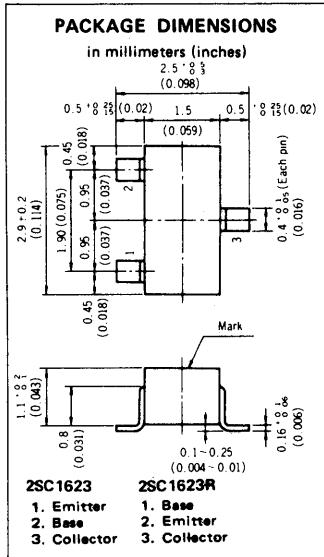 PACKAGE DIMENSIONS
in millimeters (inches)
2.5 +0.5 -0.3
(0.098)
0.5 +0.25 -0.15 (0.02)
1.5
(0.059)
0.5 +0.25 -0.15 (0.02)
0.45
(0.018)
2
0.95
(0.037)
1.90 (0.075)
2.9±0.2
(0.114)
0.95
(0.037)
1
0.45
(0.018)
3
0.4 +0.1 -0.05 (Each pin)
(0.016)
Mark
1.1 +0.2 -0.1
(0.043)
0.8
(0.031)
0.1~0.25
(0.004~0.01)
0.16 +0.1 -0.06
(0.006)
2SC1623 2SC1623R
1. Emitter 1. Base
2. Base 2. Emitter
3. Collector 3. Collector